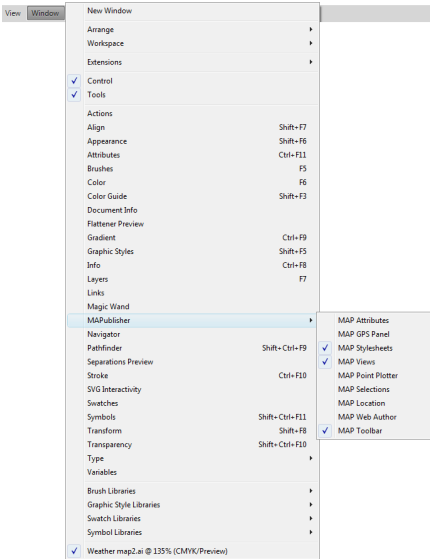 View Window
New Window
Arrange
Workspace
Extensions
Control
Tools
Actions
Align Shift+F7
Appearance Shift+F6
Attributes Ctrl+F11
Brushes F5
Color F6
Color Guide Shift+F3
Document Info
Flattener Preview
Gradient Ctrl+F9
Graphic Styles Shift+F5
Info Ctrl+F8
Layers F7
Links
Magic Wand
MAPublisher
Navigator
Pathfinder Shift+Ctrl+F9
Separations Preview
Stroke Ctrl+F10
SVG Interactivity
Swatches
Symbols Shift+Ctrl+F11
Transform Shift+F8
Transparency Shift+Ctrl+F10
Type
Variables
Brush Libraries
Graphic Style Libraries
Swatch Libraries
Symbol Libraries
Weather map2.ai @ 135% (CMYK/Preview)
MAP Attributes
MAP GPS Panel
MAP Stylesheets
MAP Views
MAP Point Plotter
MAP Selections
MAP Location
MAP Web Author
MAP Toolbar